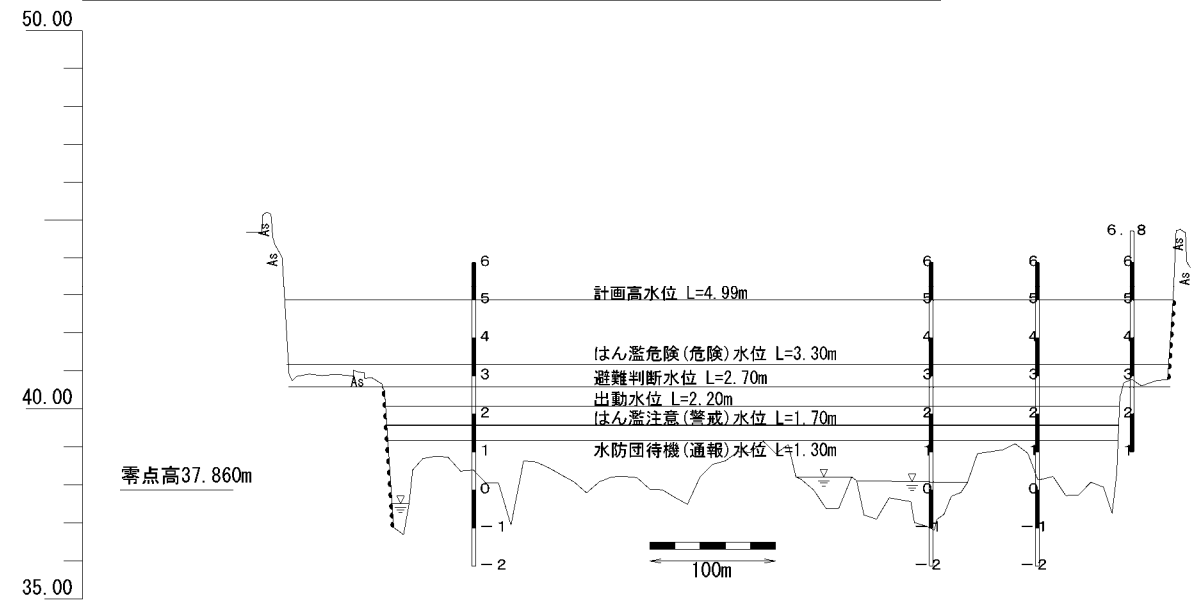 50.00
As
As
6.8
As
As
6
6
6
6
計画高水位 L=4.99m
5
5
5
5
4
4
4
4
はん濫危険(危険)水位 L=3.30m
3
3
3
3
避難判断水位 L=2.70m
As
40.00
出動水位 L=2.20m
2
2
2
2
はん濫注意(警戒)水位 L=1.70m
水防団待機(通報)水位 L=1.30m
1
1
1
1
零点高37.860m
0
0
0
-1
-1
-1
100m
-2
-2
-2
35.00